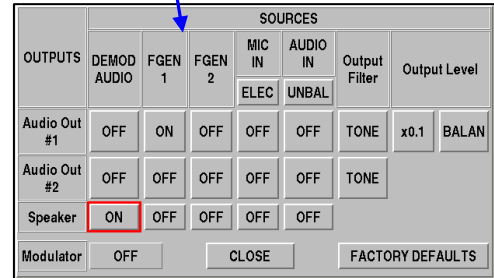 SOURCES
OUTPUTS DEMOD AUDIO FGEN 1 FGEN 2 MIC IN AUDIO IN Output Filter Output Level
ELEC UNBAL
Audio Out #1 OFF ON OFF OFF OFF TONE x0.1 BALAN
Audio Out #2 OFF OFF OFF OFF OFF TONE
Speaker ON OFF OFF OFF OFF
Modulator OFF CLOSE FACTORY DEFAULTS